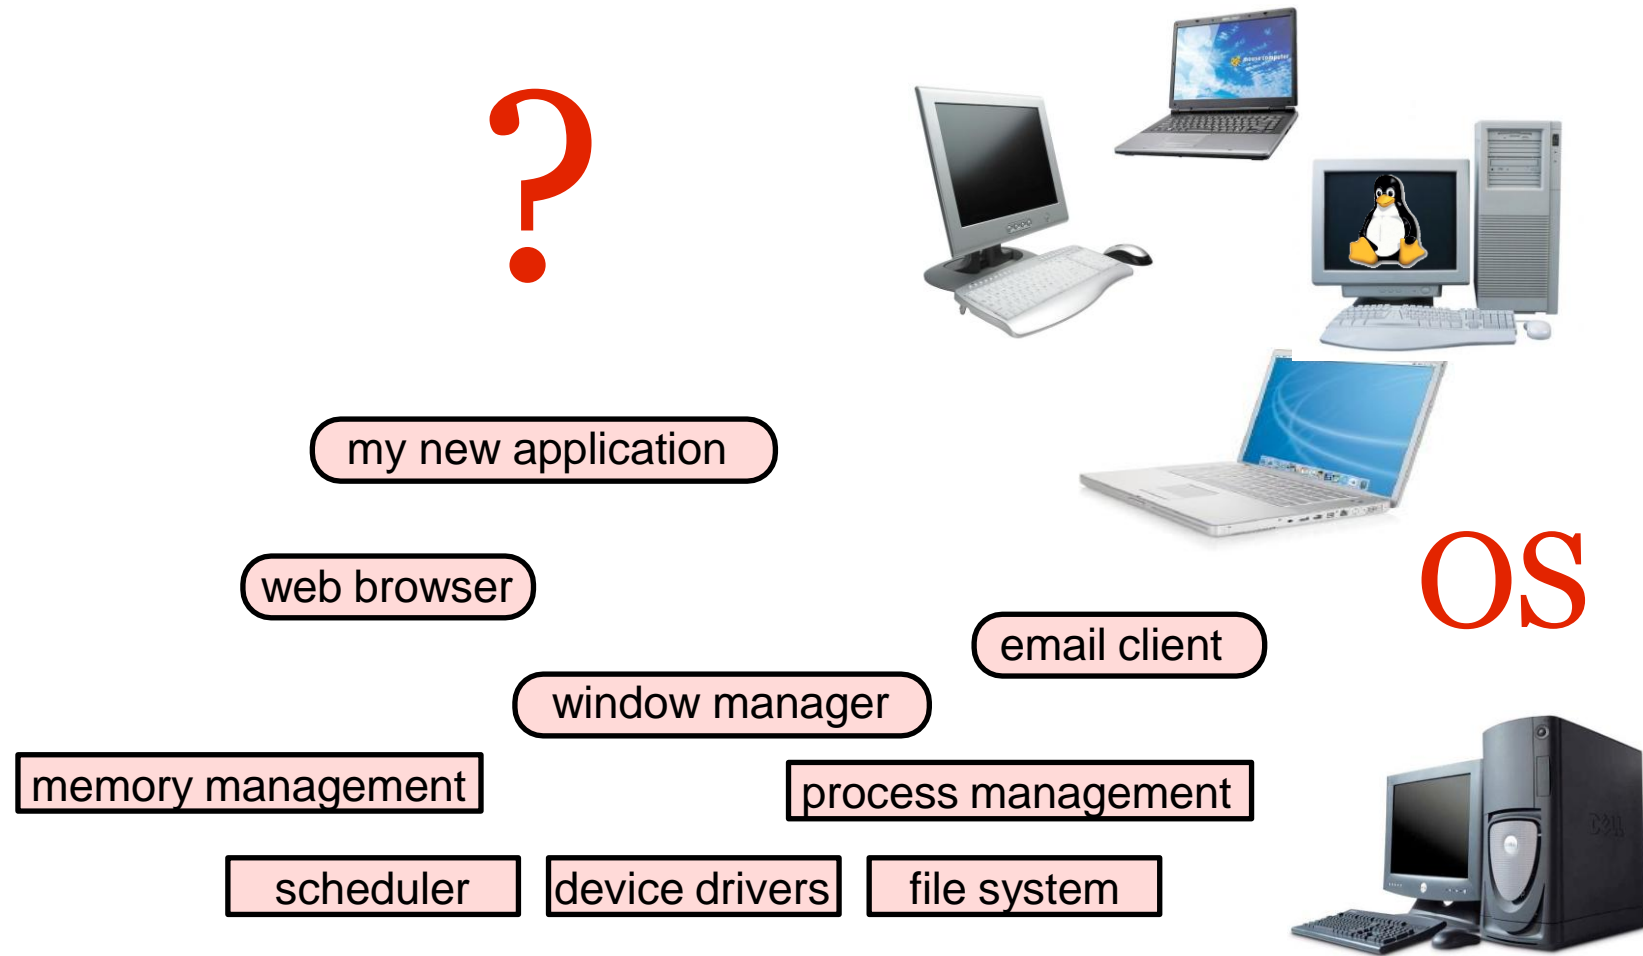 ?
my new application
web browser
OS
email client
window manager
memory management
process management
scheduler
device drivers
file system
DELL